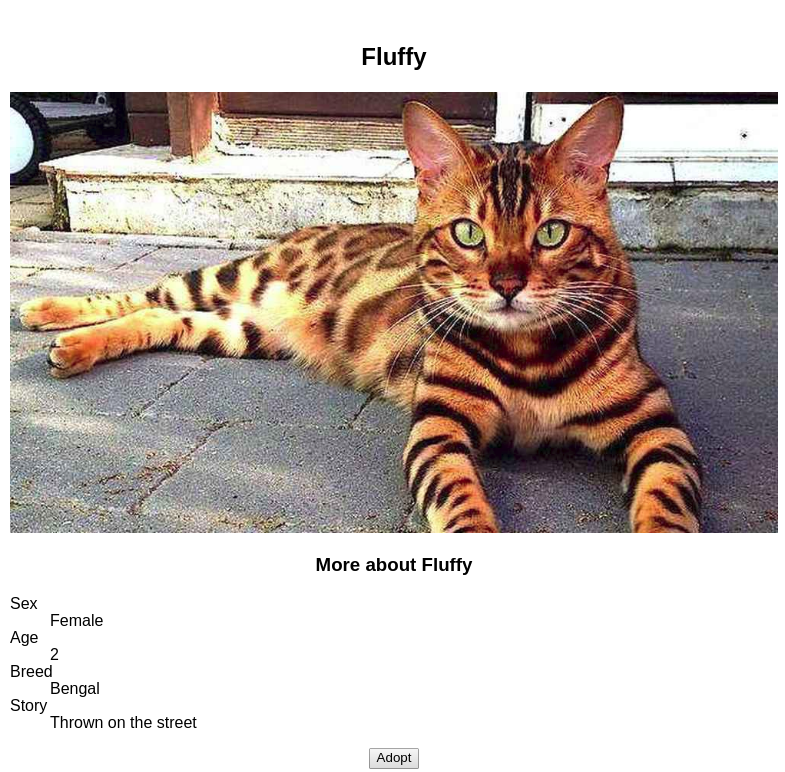 Fluffy
More about Fluffy
Sex
Female
Age
2
Breed
Bengal
Story
Thrown on the street
Adopt